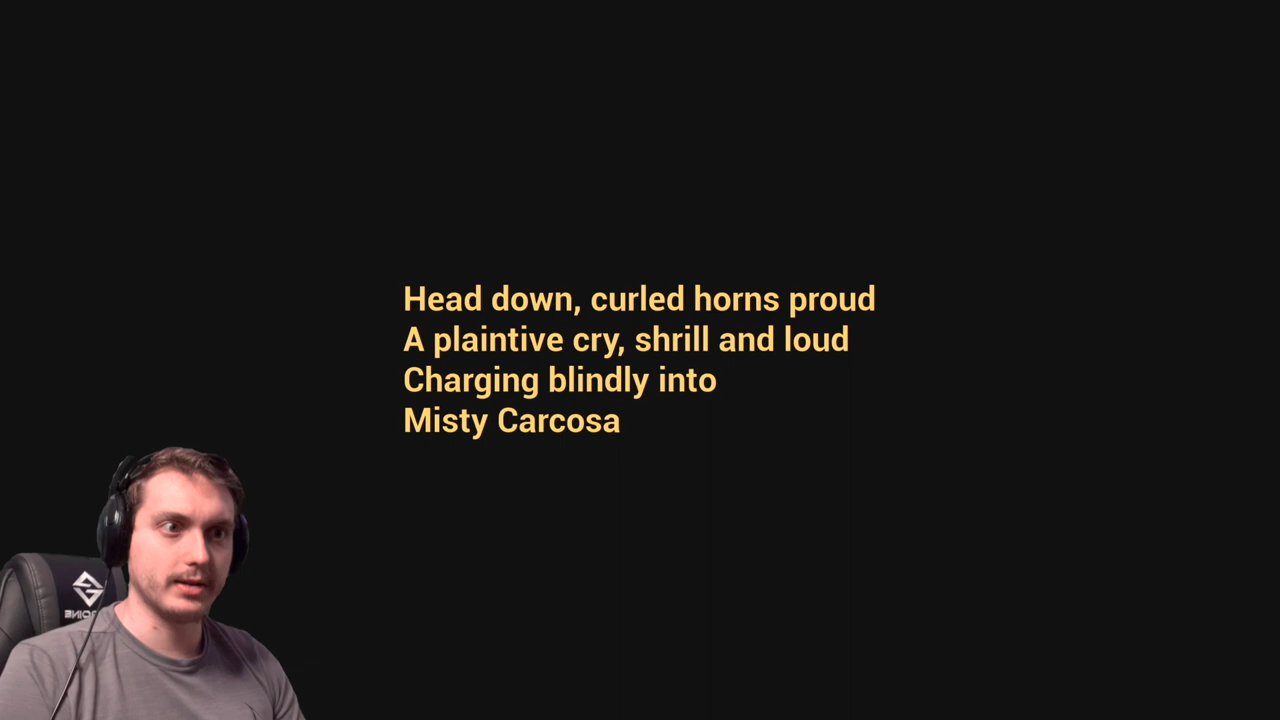 Head down, curled horns proud
A plaintive cry, shrill and loud
Charging blindly into
Misty Carcosa